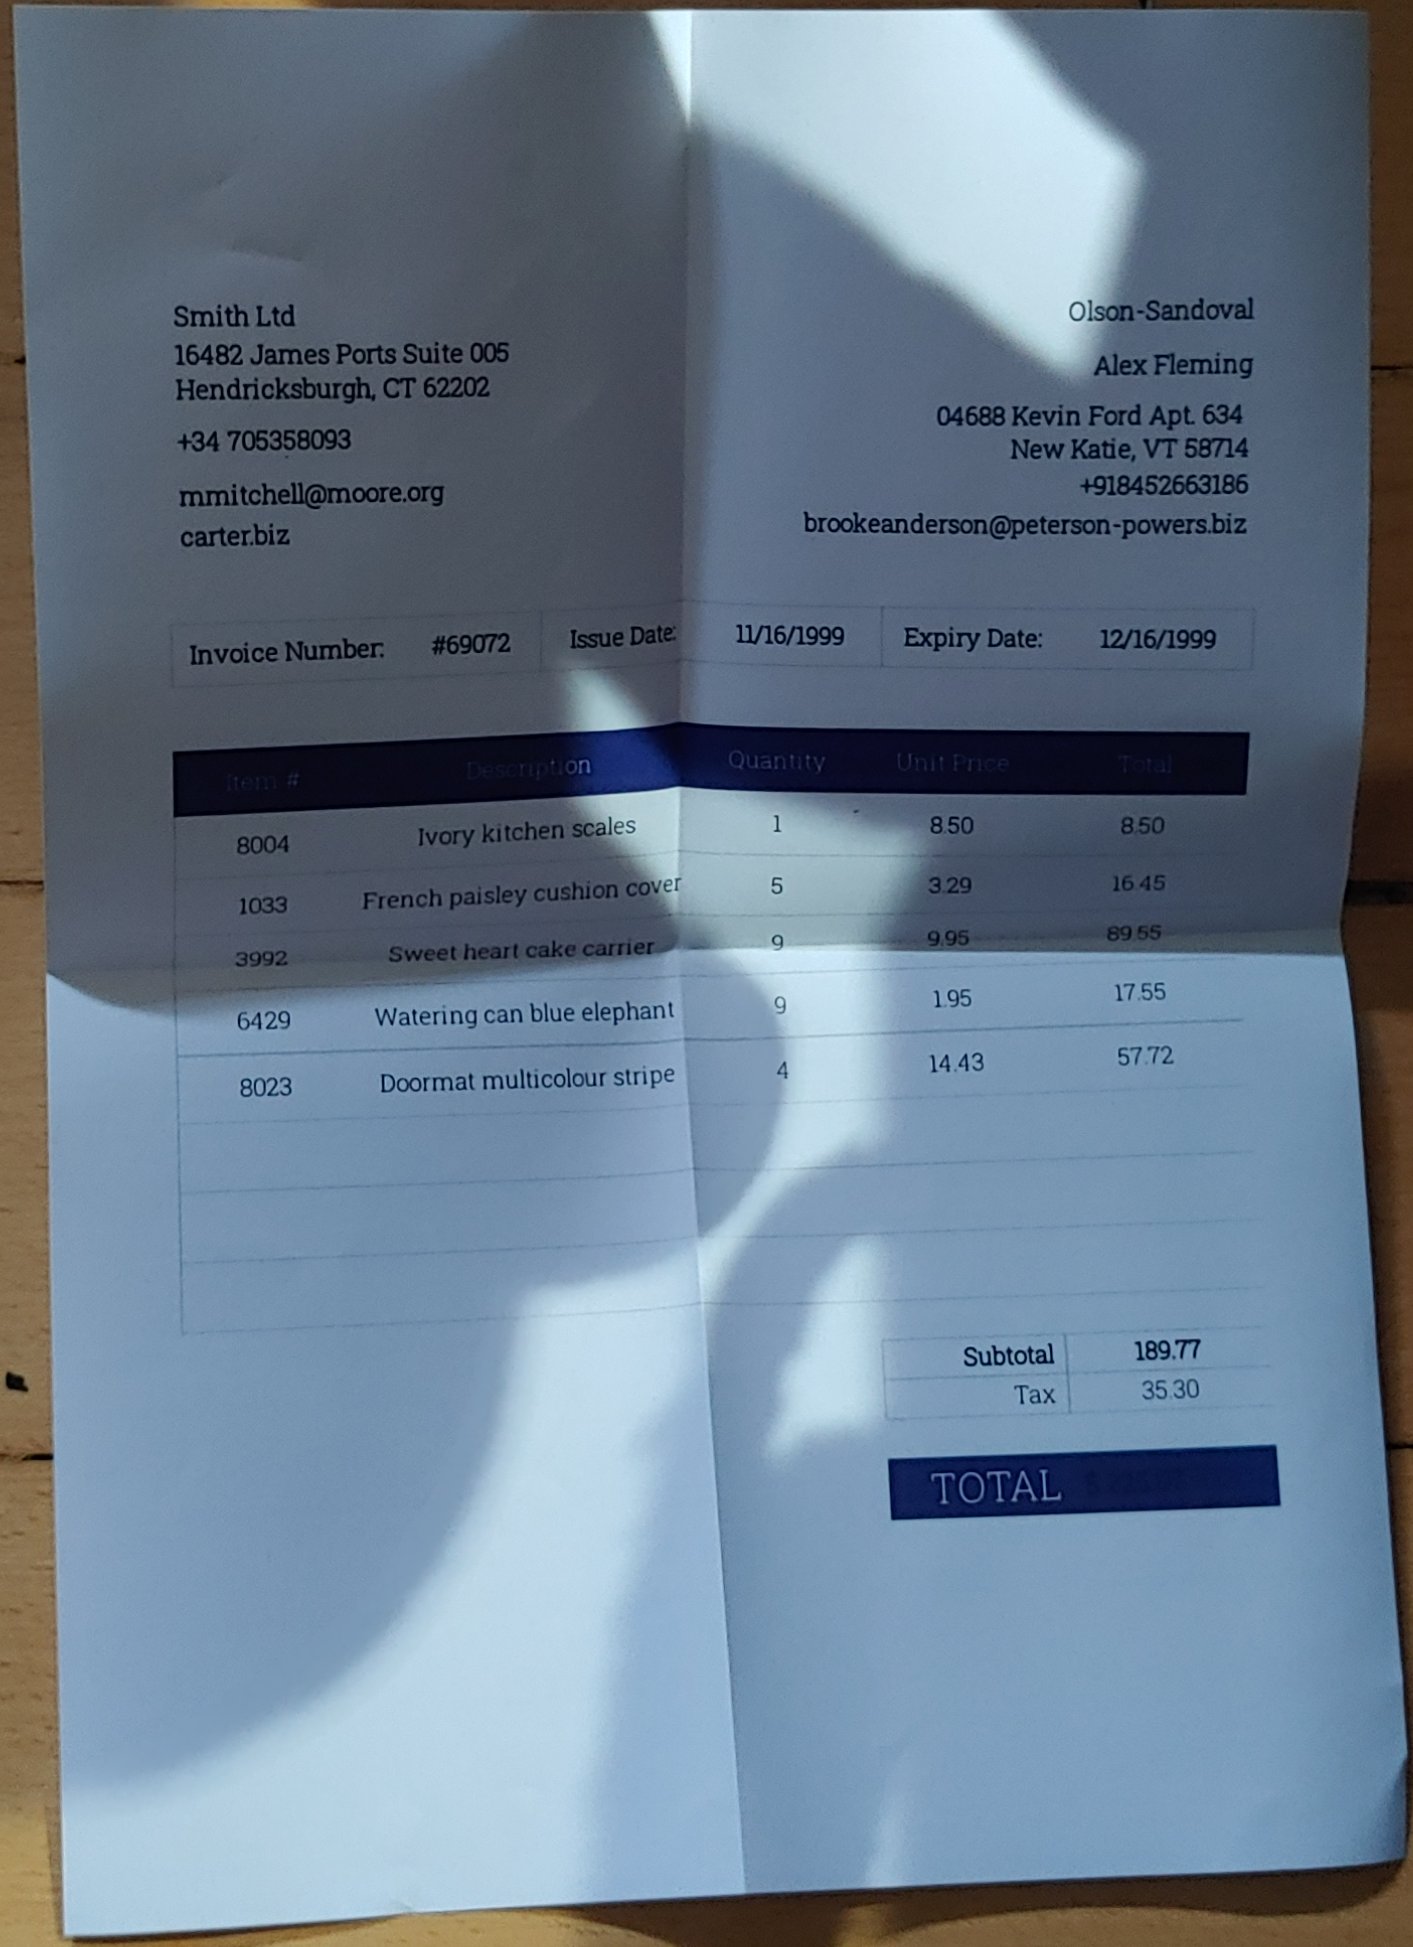 Smith Ltd
16482 James Ports Suite 005
Hendricksburgh, CT 62202
+34 705358093
mmitchell@moore.org
carter.biz
Olson-Sandoval
Alex Fleming
04688 Kevin Ford Apt. 634
New Katie, VT 58714
+918452663186
brookeanderson@peterson-powers.biz
Invoice Number: #69072 Issue Date: 11/16/1999 Expiry Date: 12/16/1999
Item # Description Quantity Unit Price Total
8004 Ivory kitchen scales 1 8.50 8.50
1033 French paisley cushion cover 5 3.29 16.45
3992 Sweet heart cake carrier 9 9.95 89.55
6429 Watering can blue elephant 9 1.95 17.55
8023 Doormat multicolour stripe 4 14.43 57.72
Subtotal 189.77
Tax 35.30
TOTAL